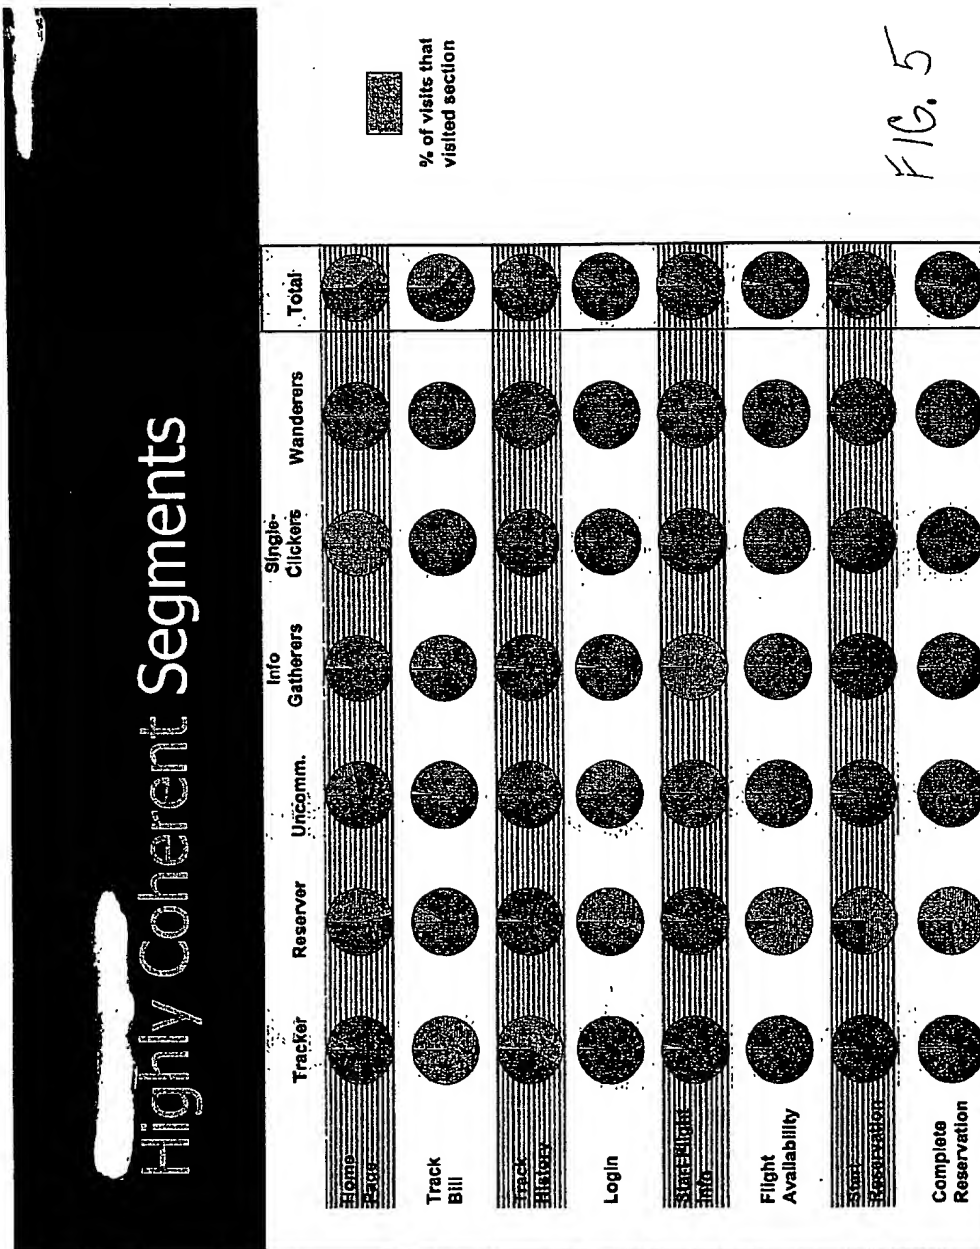 Highly Coherent Segments
Tracker Reserver Uncomm. Info Gatherers Single-Clickers Wanderers Total
Home
Page
Track
Bill
Track
History
Login
Start Flight
Info
Flight
Availability
Start
Reservation
Complete
Reservation
% of visits that
visited section
FIG. 5